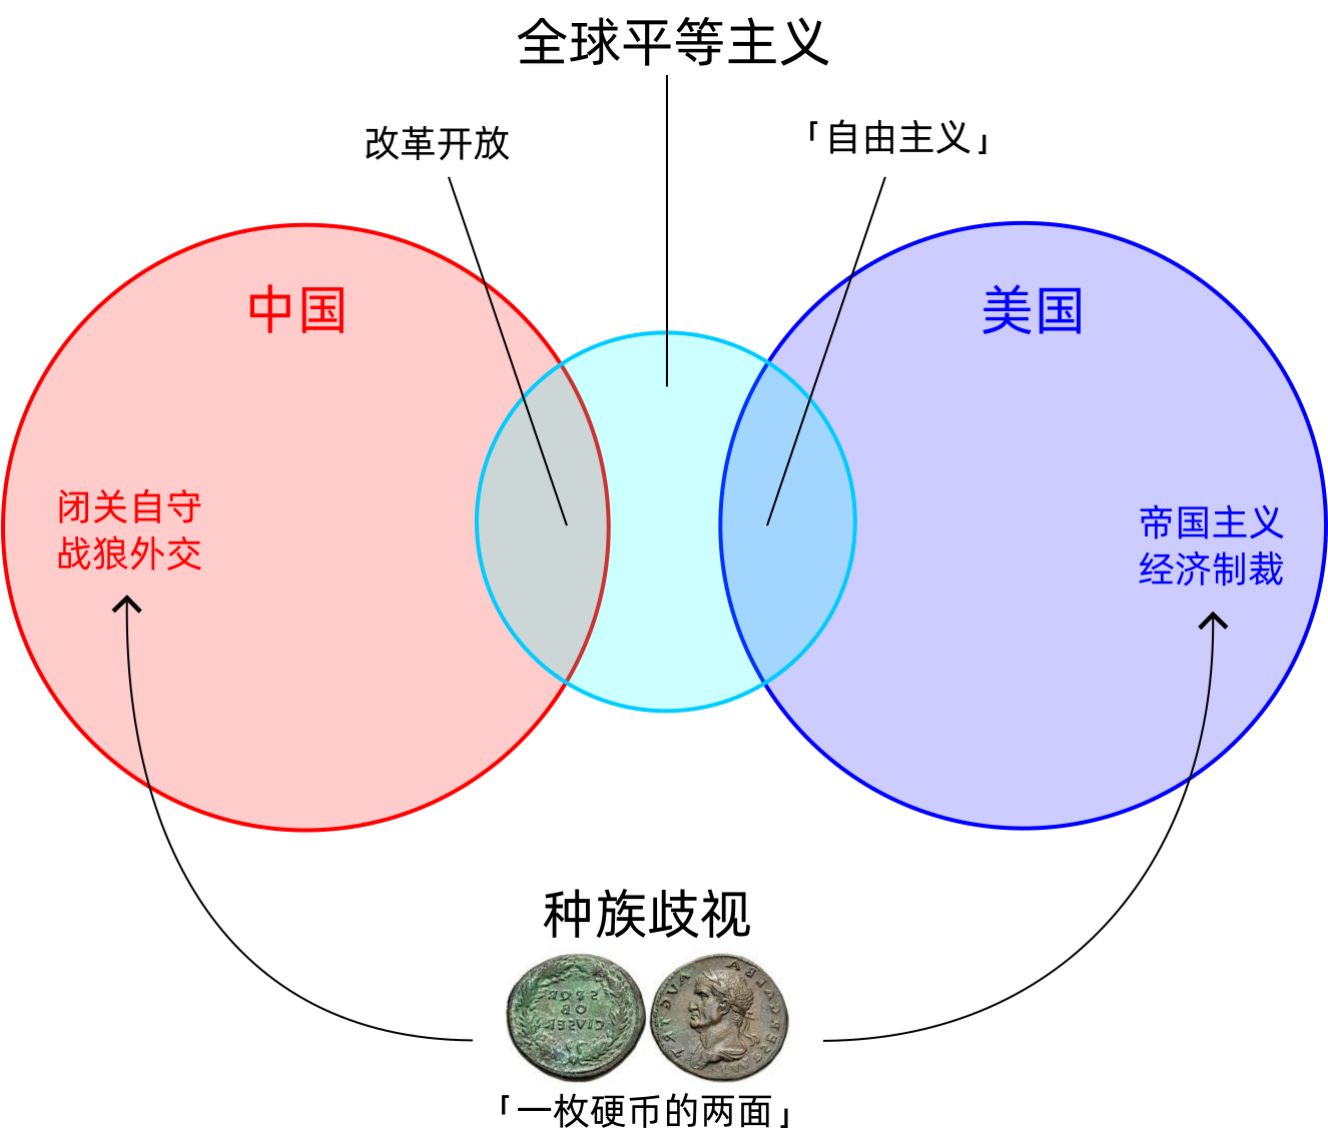 全球平等主义
改革开放
「自由主义」
中国
美国
闭关自守
战狼外交
帝国主义
经济制裁
种族歧视
「一枚硬币的两面」